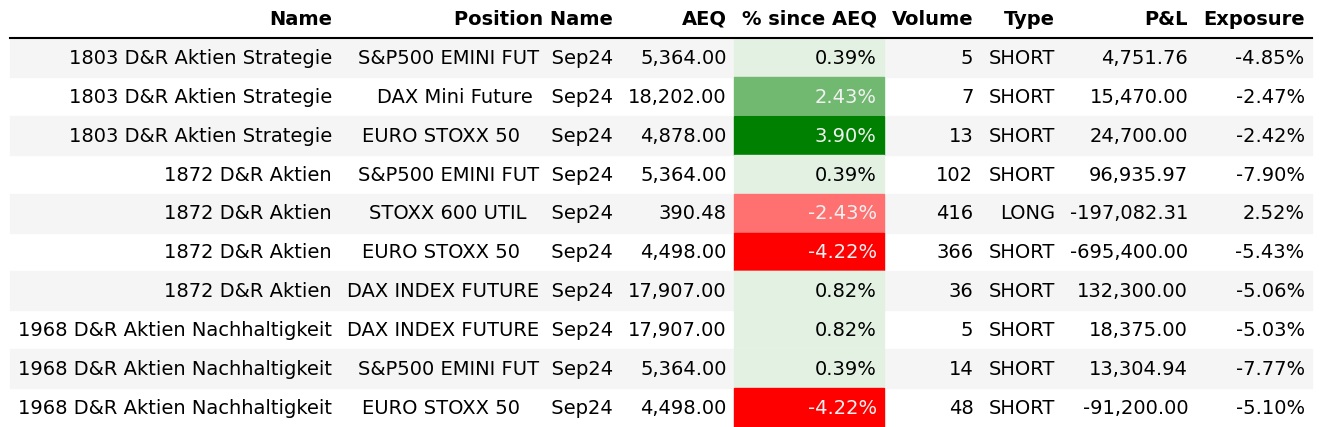 Name Position Name AEQ % since AEQ Volume Type P&L Exposure
1803 D&R Aktien Strategie S&P500 EMINI FUT Sep24 5,364.00 0.39% 5 SHORT 4,751.76 -4.85%
1803 D&R Aktien Strategie DAX Mini Future Sep24 18,202.00 2.43% 7 SHORT 15,470.00 -2.47%
1803 D&R Aktien Strategie EURO STOXX 50 Sep24 4,878.00 3.90% 13 SHORT 24,700.00 -2.42%
1872 D&R Aktien S&P500 EMINI FUT Sep24 5,364.00 0.39% 102 SHORT 96,935.97 -7.90%
1872 D&R Aktien STOXX 600 UTIL Sep24 390.48 -2.43% 416 LONG -197,082.31 2.52%
1872 D&R Aktien EURO STOXX 50 Sep24 4,498.00 -4.22% 366 SHORT -695,400.00 -5.43%
1872 D&R Aktien DAX INDEX FUTURE Sep24 17,907.00 0.82% 36 SHORT 132,300.00 -5.06%
1968 D&R Aktien Nachhaltigkeit DAX INDEX FUTURE Sep24 17,907.00 0.82% 5 SHORT 18,375.00 -5.03%
1968 D&R Aktien Nachhaltigkeit S&P500 EMINI FUT Sep24 5,364.00 0.39% 14 SHORT 13,304.94 -7.77%
1968 D&R Aktien Nachhaltigkeit EURO STOXX 50 Sep24 4,498.00 -4.22% 48 SHORT -91,200.00 -5.10%